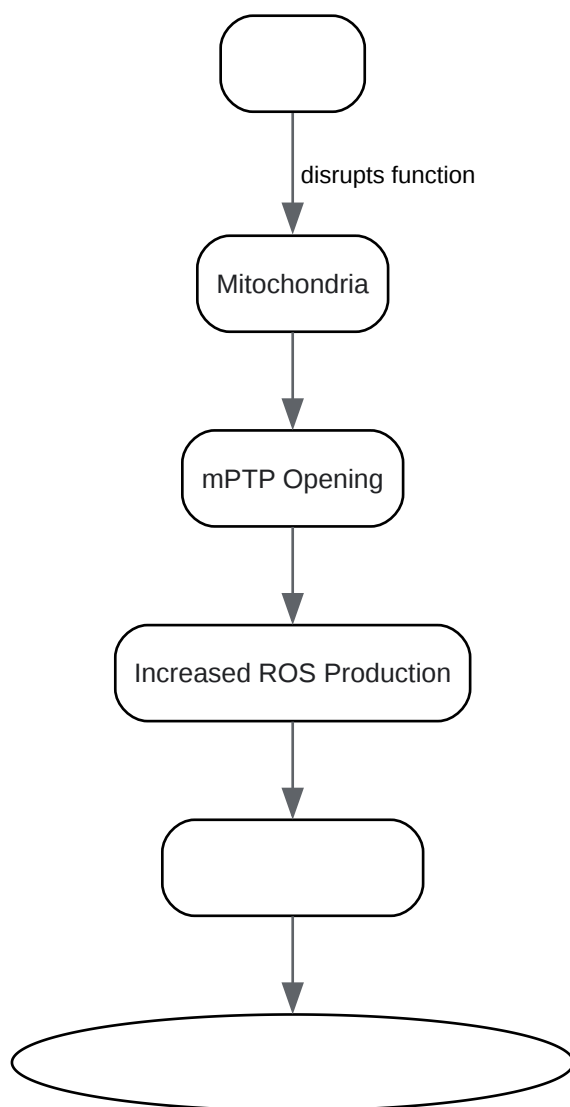 disrupts function
Mitochondria
mPTP Opening
Increased ROS Production